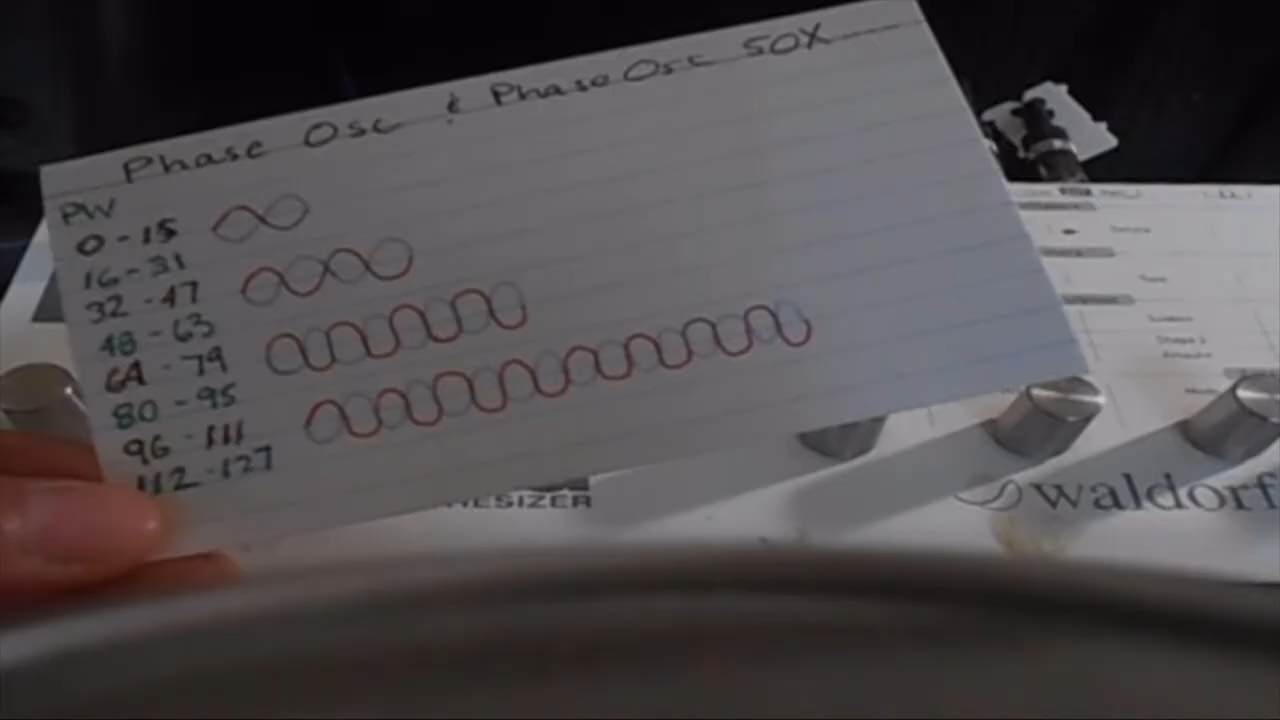 Phase Osc & Phase Osc 50X
PW
0-15
16-31
32-47
48-63
64-79
80-95
96-111
112-127
ESIZER
waldorf